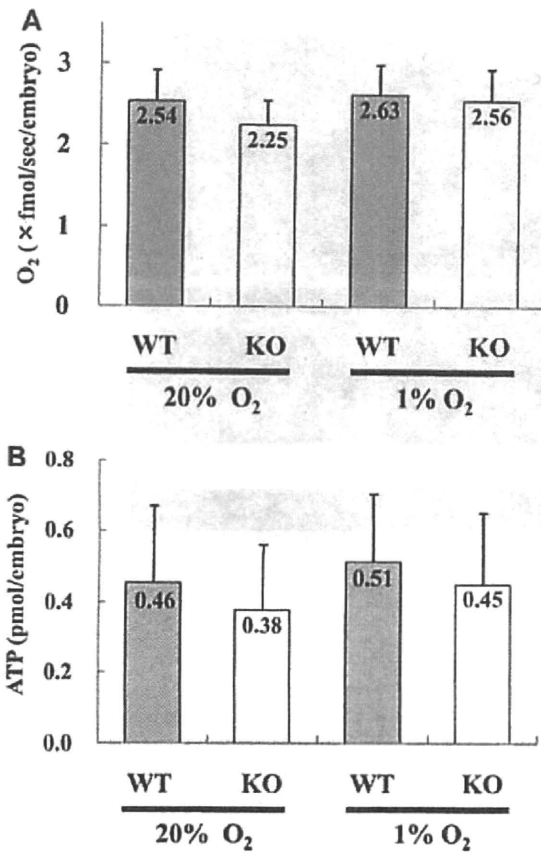 A
O₂ (×fmol/sec/embryo)
3
2
1
0
2.54
2.25
2.63
2.56
WT KO WT KO
20% O₂ 1% O₂
B
ATP (pmol/embryo)
0.8
0.6
0.4
0.2
0.0
0.46
0.38
0.51
0.45
WT KO WT KO
20% O₂ 1% O₂